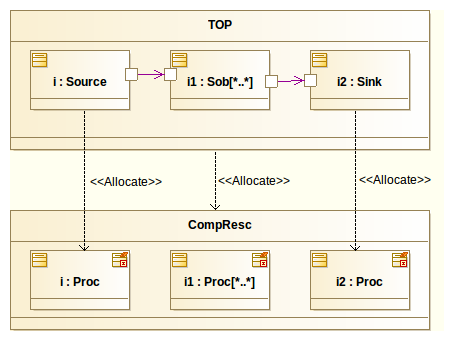 TOP
i : Source
i1 : Sob[*..*]
i2 : Sink
<<Allocate>>
<<Allocate>>
<<Allocate>>
CompResc
i : Proc
i1 : Proc[*..*]
i2 : Proc